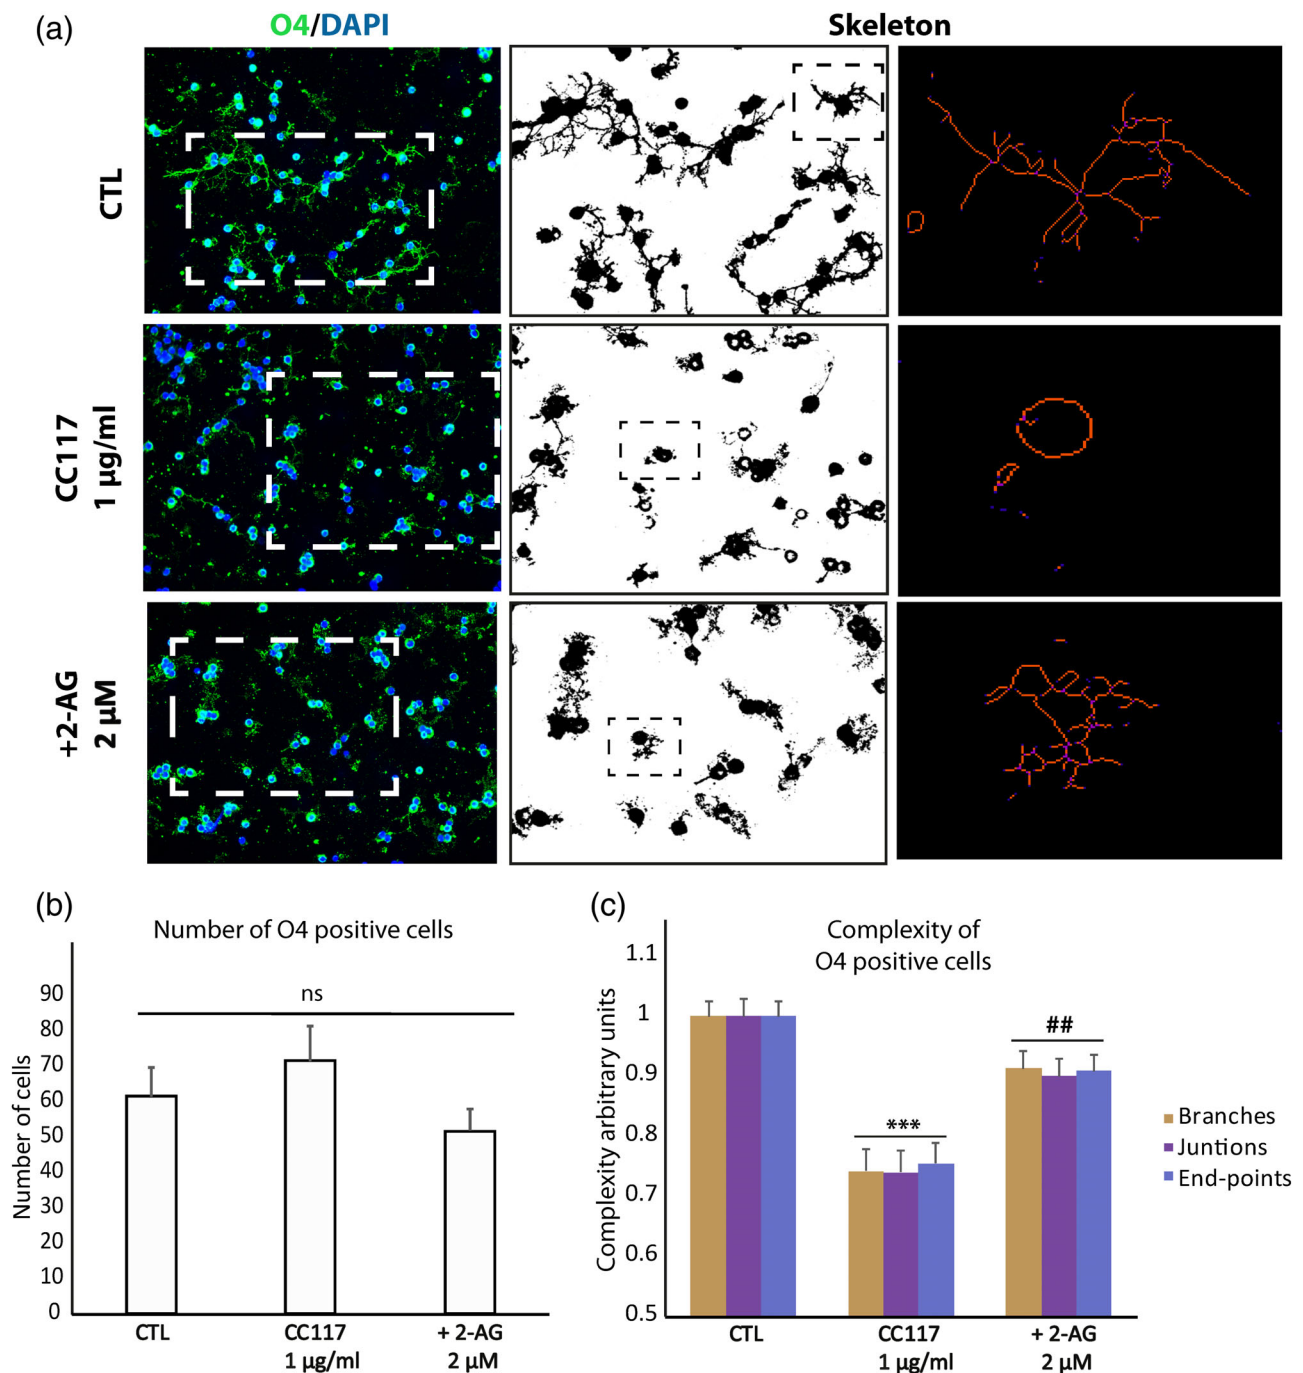 (a)
O4/DAPI
Skeleton
CTL
CC117
1 µg/ml
+2-AG
2 µM
(b)
Number of O4 positive cells
Number of cells
90
80
70
60
50
40
30
20
10
0
ns
CTL
CC117
1 µg/ml
+ 2-AG
2 µM
(c)
Complexity of
O4 positive cells
Complexity arbitrary units
1.1
1
0.9
0.8
0.7
0.6
0.5
***
##
Branches
Juntions
End-points
CTL
CC117
1 µg/ml
+ 2-AG
2 µM